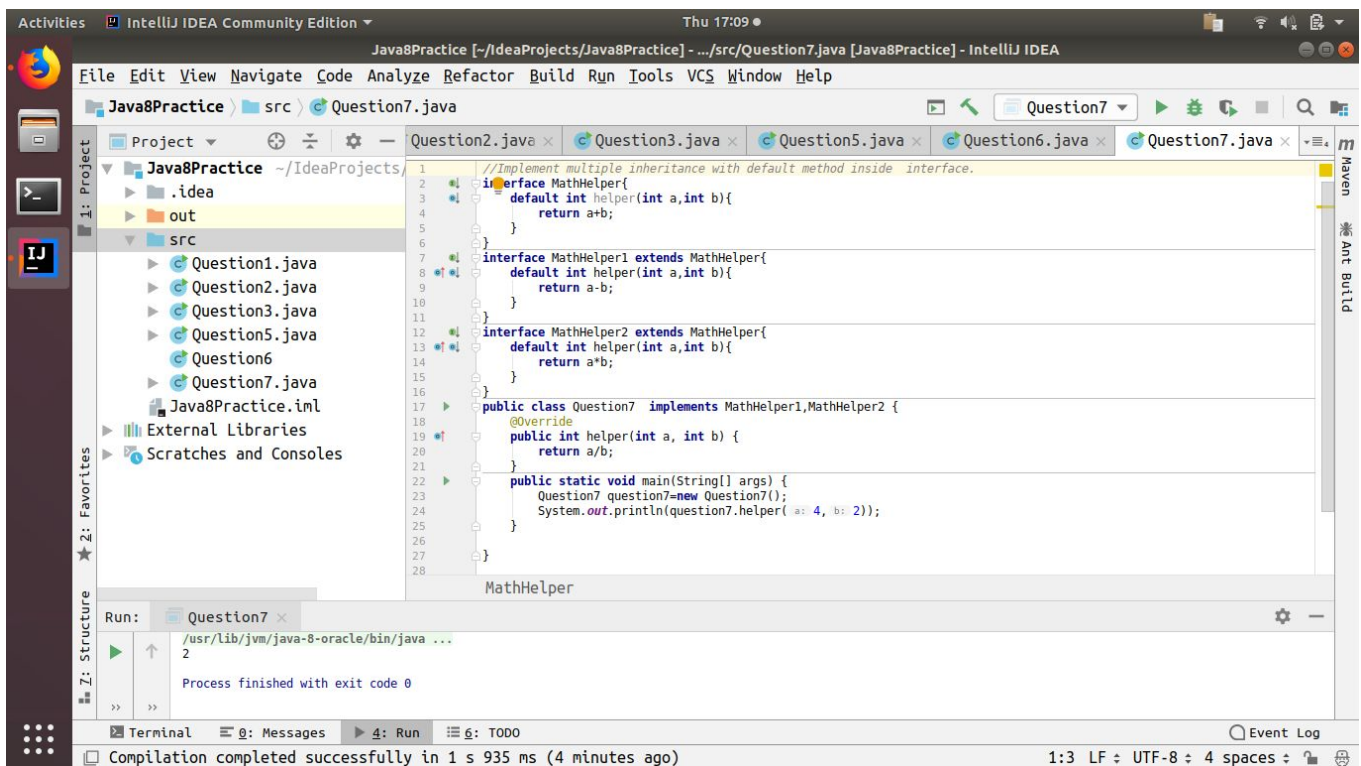 Activities IntelliJ IDEA Community Edition Thu 17:09
Java8Practice [~/IdeaProjects/Java8Practice] - .../src/Question7.java [Java8Practice] - IntelliJ IDEA
File Edit View Navigate Code Analyze Refactor Build Run Tools VCS Window Help
Java8Practice src Question7.java Question7
Project Question2.java Question3.java Question5.java Question6.java Question7.java
1: Project
Java8Practice ~/IdeaProjects/
.idea
out
src
Question1.java
Question2.java
Question3.java
Question5.java
Question6
Question7.java
Java8Practice.iml
External Libraries
Scratches and Consoles
1 //Implement multiple inheritance with default method inside  interface.
2 in erface MathHelper{
3 default int helper(int a,int b){
4 return a+b;
5 }
6 }
7 interface MathHelper1 extends MathHelper{
8 default int helper(int a,int b){
9 return a-b;
10 }
11 }
12 interface MathHelper2 extends MathHelper{
13 default int helper(int a,int b){
14 return a*b;
15 }
16 }
17 public class Question7  implements MathHelper1,MathHelper2 {
18 @Override
19 public int helper(int a, int b) {
20 return a/b;
21 }
22 public static void main(String[] args) {
23 Question7 question7=new Question7();
24 System.out.println(question7.helper( a: 4, b: 2));
25 }
26
27 }
28
MathHelper
m Maven
Ant Build
2: Favorites
Z: Structure
Run: Question7
/usr/lib/jvm/java-8-oracle/bin/java ...
2
Process finished with exit code 0
Terminal 0: Messages 4: Run 6: TODO Event Log
Compilation completed successfully in 1 s 935 ms (4 minutes ago) 1:3 LF UTF-8 4 spaces